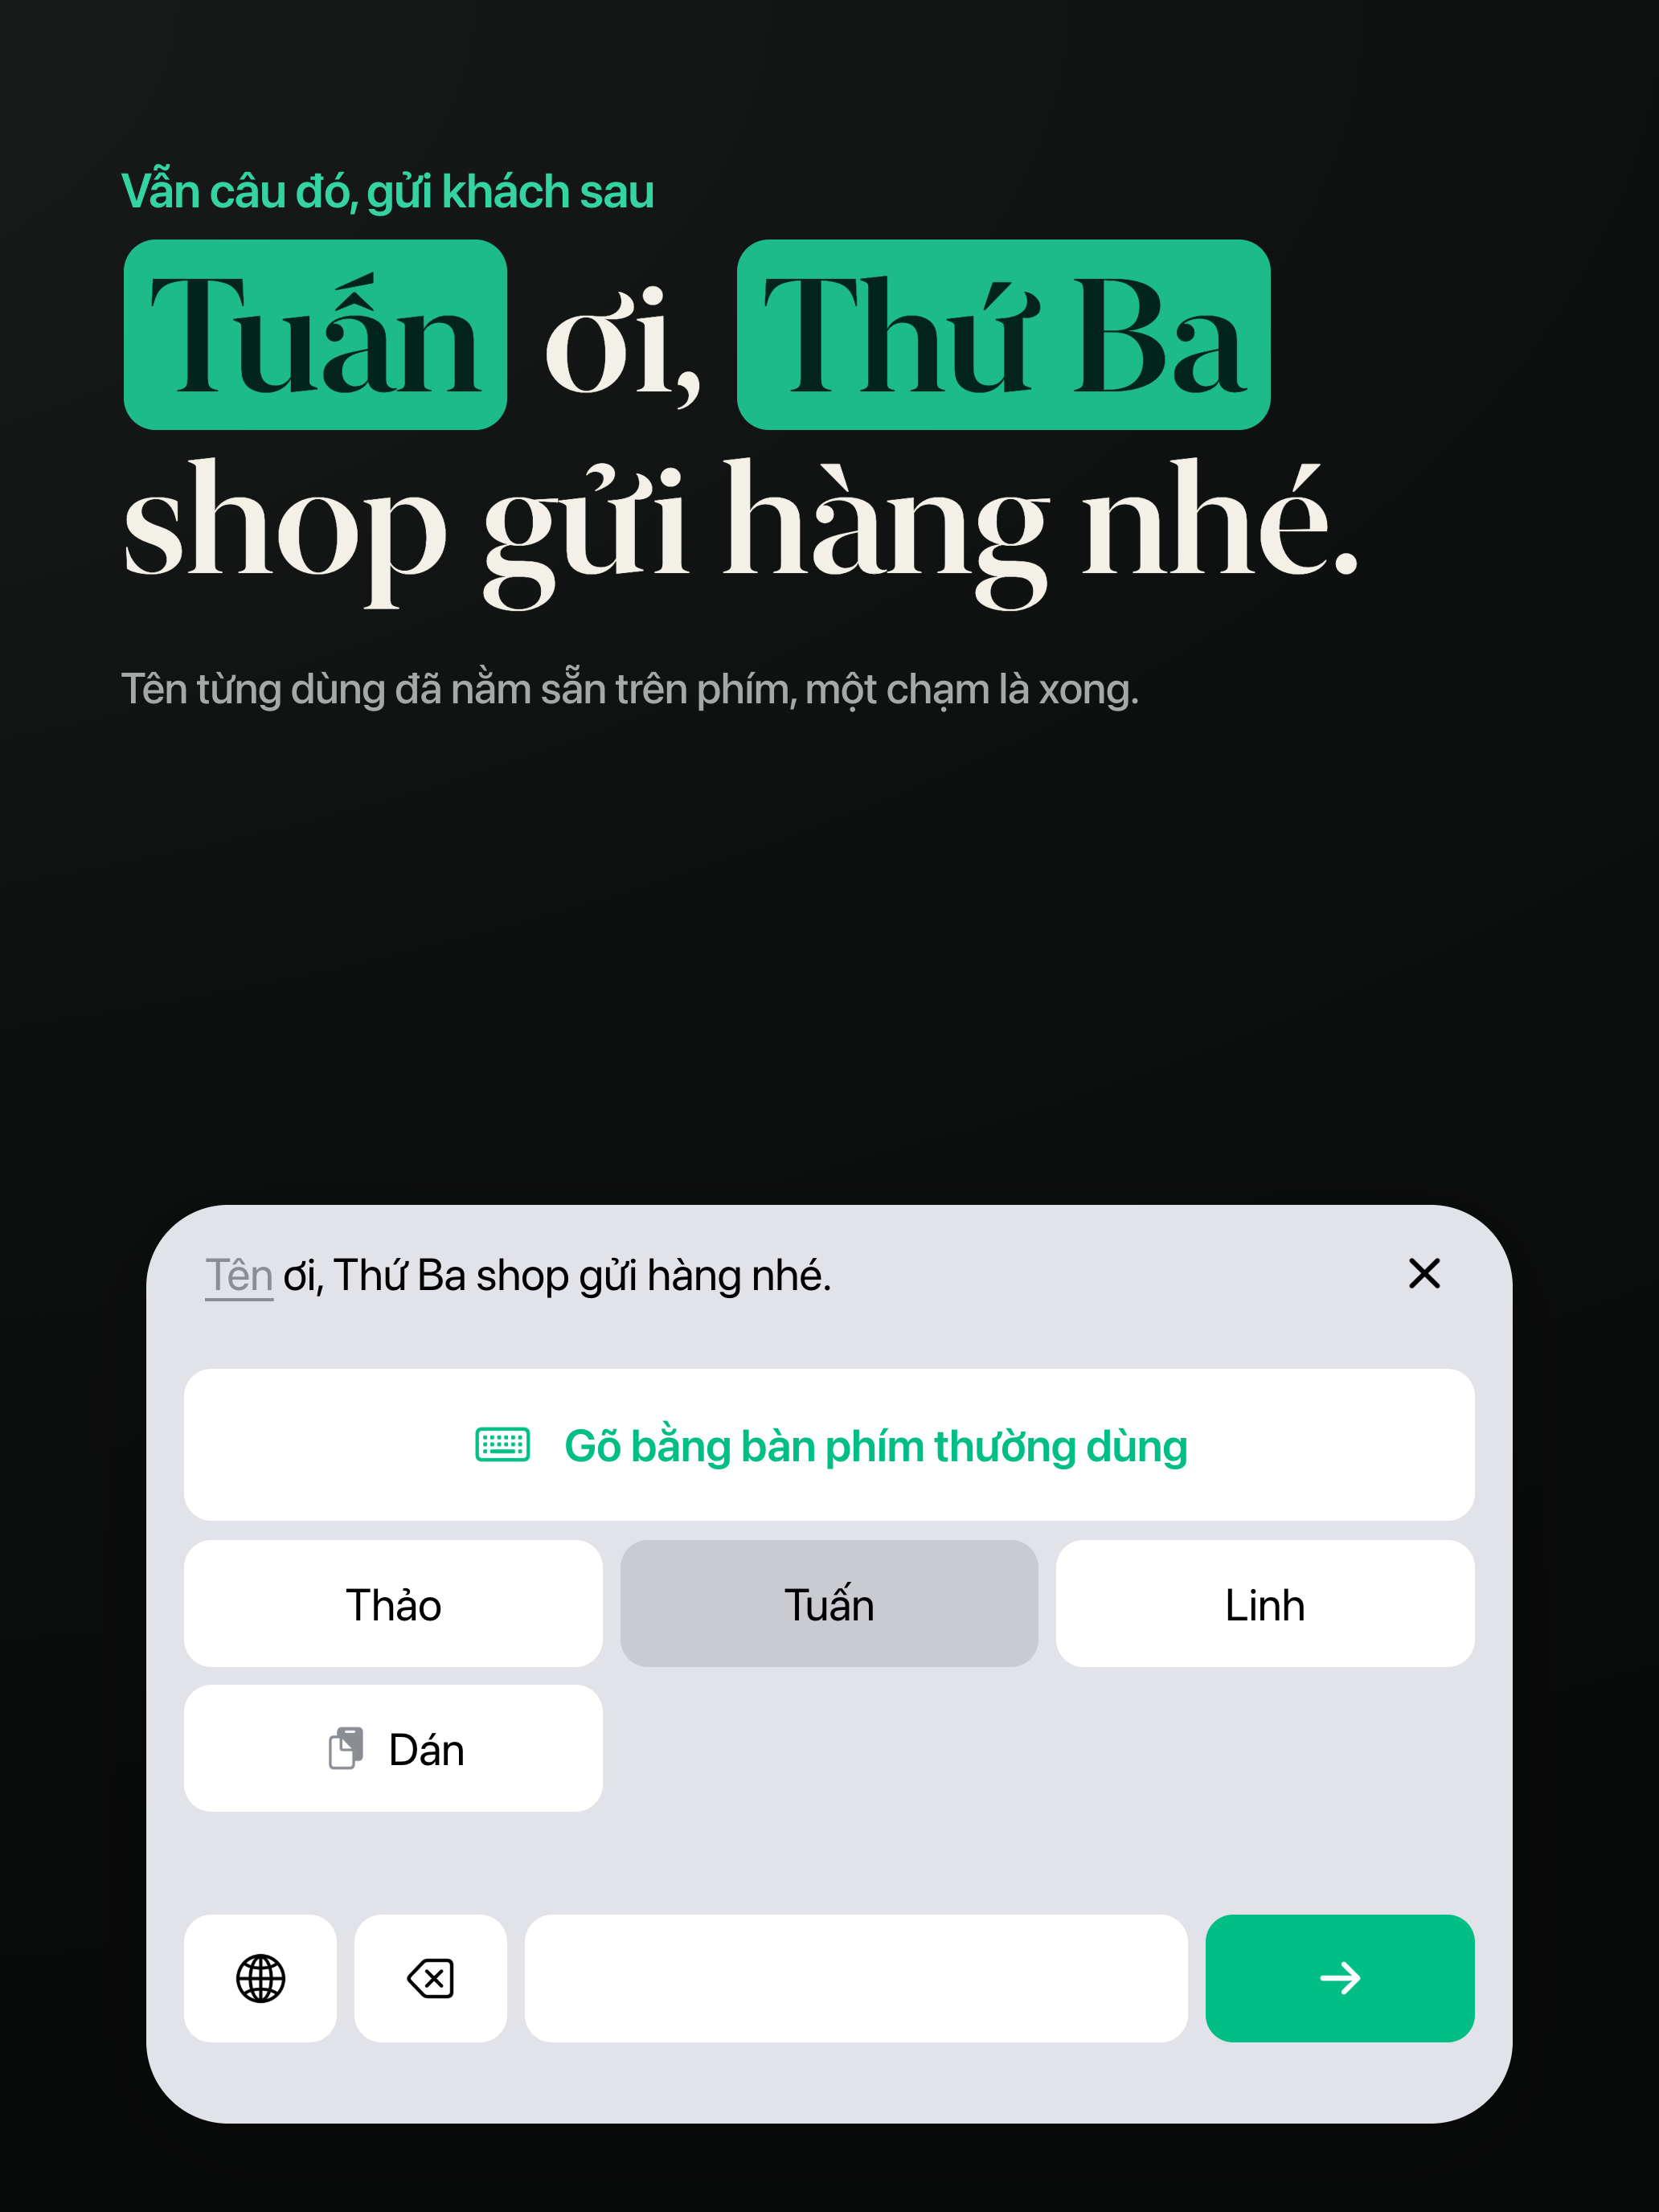 Vẫn câu đó, gửi khách sau
Tuấn ơi, Thứ Ba
shop gửi hàng nhé.
Tên từng dùng đã nằm sẵn trên phím, một chạm là xong.
Tên ơi, Thứ Ba shop gửi hàng nhé.
Gõ bằng bàn phím thường dùng
Thảo
Tuấn
Linh
Dán